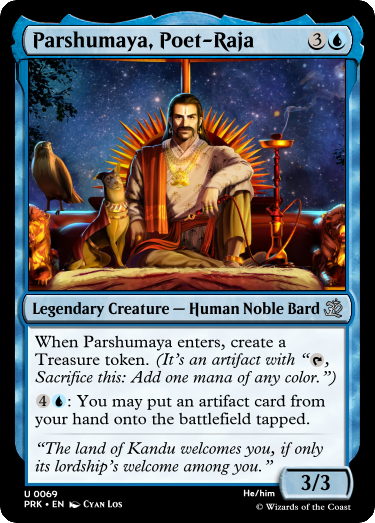 Parshumaya, Poet-Raja 3
Legendary Creature — Human Noble Bard
When Parshumaya enters, create a
Treasure token. (It's an artifact with “,
Sacrifice this: Add one mana of any color.”)
4: You may put an artifact card from
your hand onto the battlefield tapped.
“The land of Kandu welcomes you, if only
its lordship's welcome among you.”
3/3
U 0069
He/him
PRK • EN Cyan Los
© Wizards of the Coast